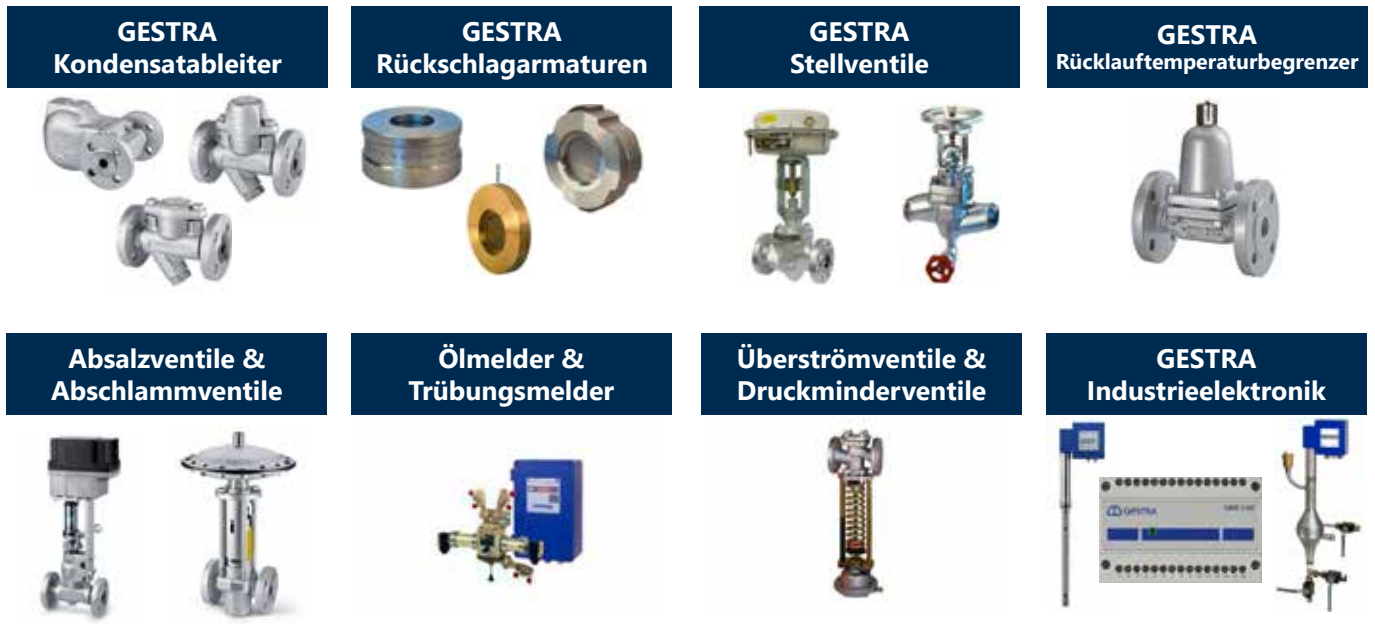 GESTRA
Kondensatableiter
GESTRA
Rückschlagarmaturen
GESTRA
Stellventile
GESTRA
Rücklauftemperaturbegrenzer
Absalzventile &
Abschlammventile
Ölmelder &
Trübungsmelder
Überströmventile &
Druckminderventile
GESTRA
Industrieelektronik
GESTRA